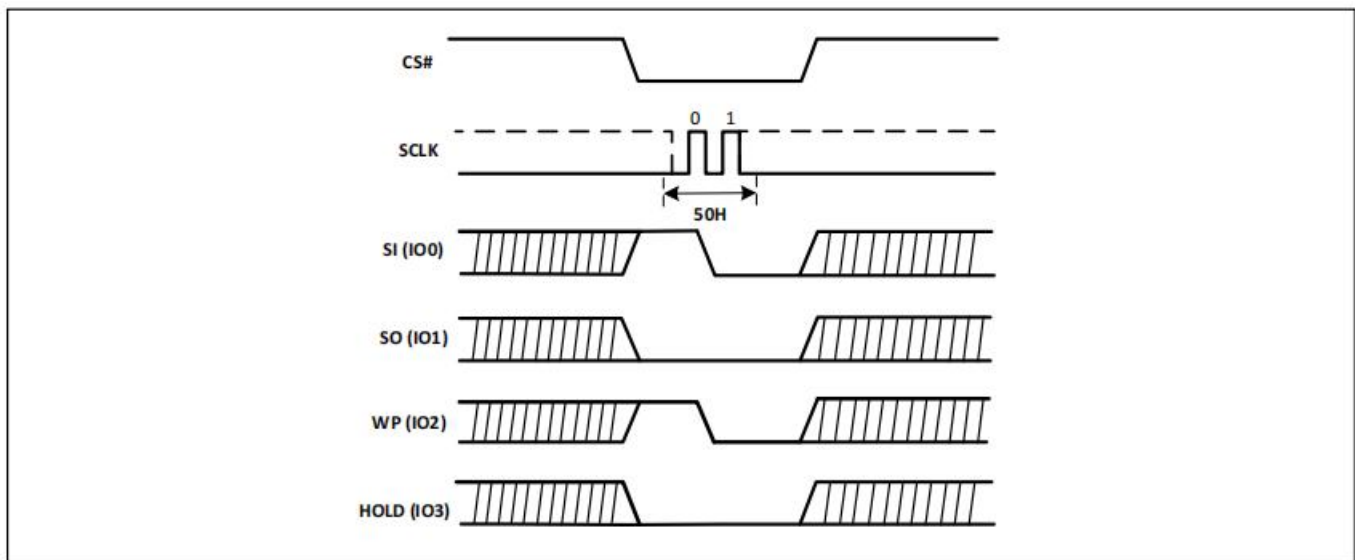 CS#
0 1
SCLK
50H
SI (IO0)
SO (IO1)
WP (IO2)
HOLD (IO3)